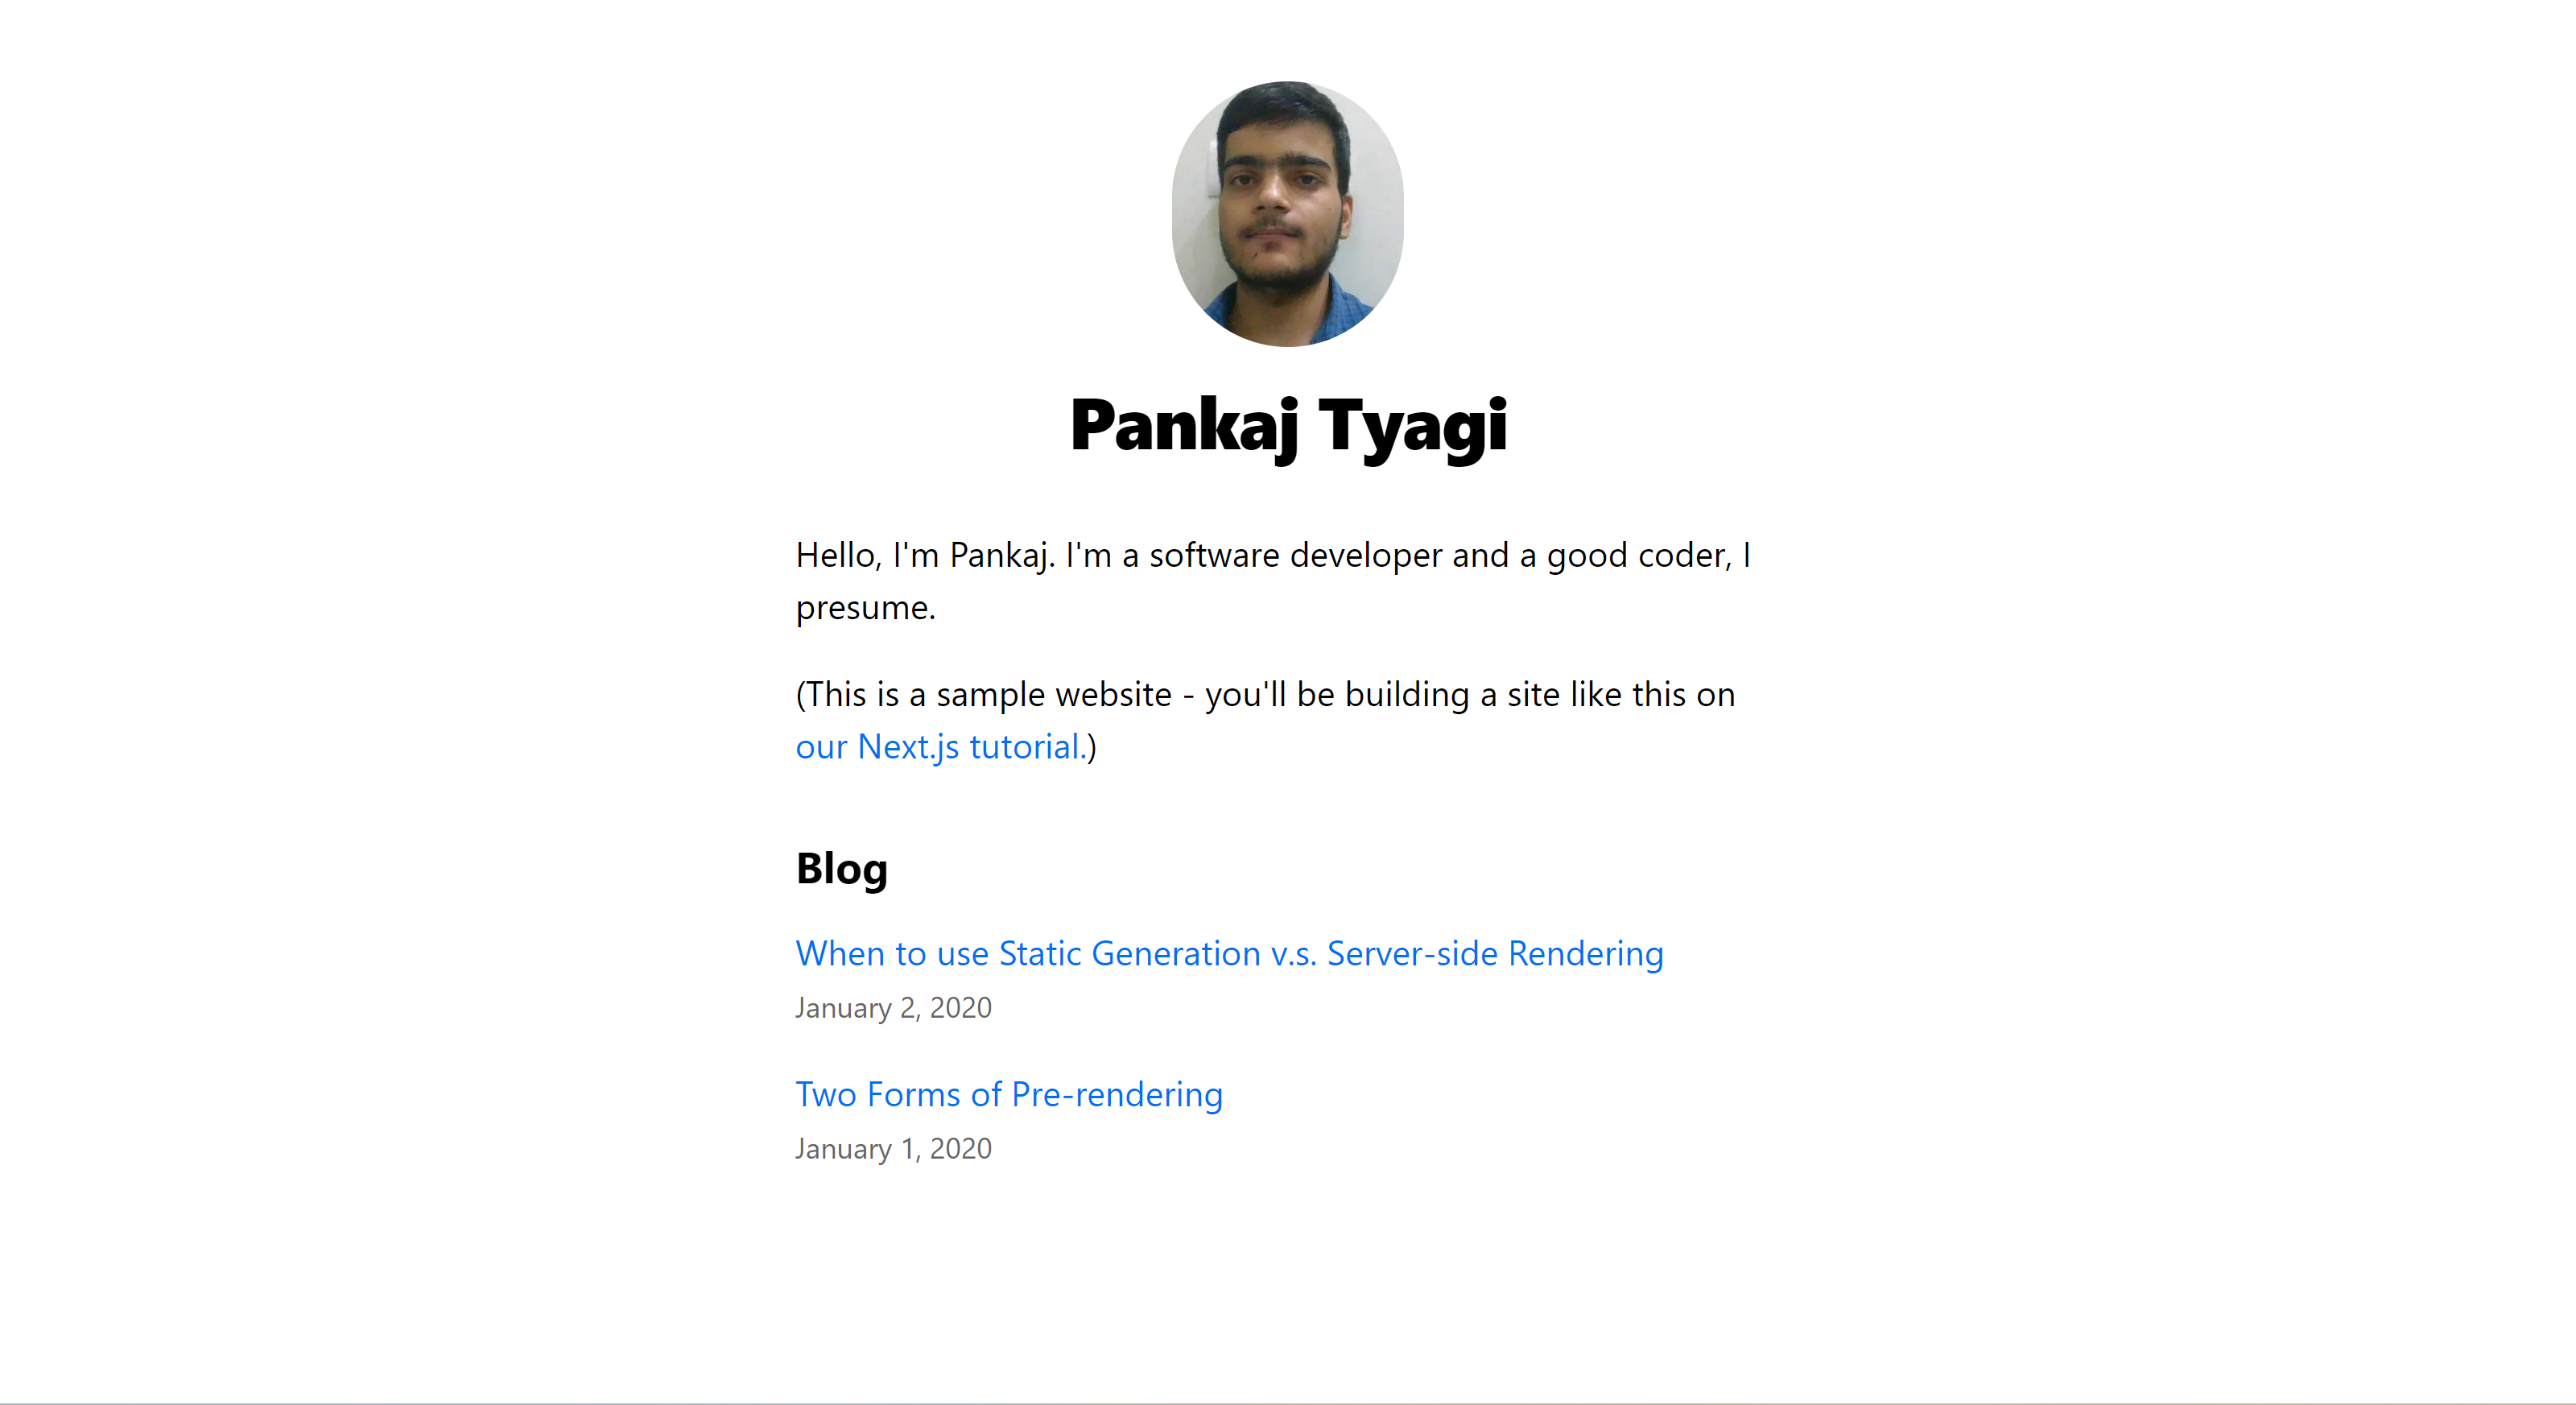 Pankaj Tyagi
Hello, I'm Pankaj. I'm a software developer and a good coder, I
presume.
(This is a sample website - you'll be building a site like this on
our Next.js tutorial.)
Blog
When to use Static Generation v.s. Server-side Rendering
January 2, 2020
Two Forms of Pre-rendering
January 1, 2020